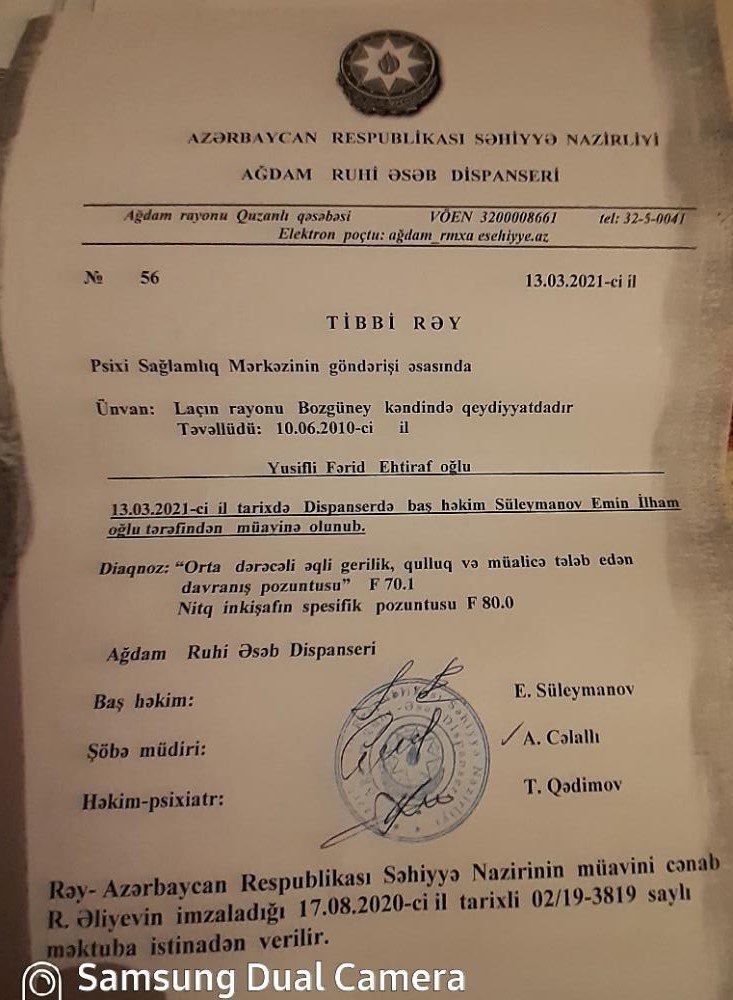 AZƏRBAYCAN RESPUBLİKASI SƏHİYYƏ NAZİRLİYİ
AĞDAM RUHİ ƏSƏB DİSPANSERİ
Ağdam rayonu Quzanlı qəsəbəsi VÖEN 3200008661 tel: 32-5-0041
Elektron poçtu: ağdam_rmxa esehiyye.az
№ 56 13.03.2021-ci il
TİBBİ RƏY
Psixi Sağlamlıq Mərkəzinin göndərişi əsasında
Ünvan: Laçın rayonu Bozgüney kəndində qeydiyyatdadır
Təvəllüdü: 10.06.2010-cu il
Yusifli Fərid Ehtiraf oğlu
13.03.2021-ci il tarixdə Dispanserdə baş həkim Süleymanov Emin İlham
oğlu tərəfindən müavinə olunub.
Diaqnoz: “Orta dərəcəli əqli gerilik, qulluq və müalicə tələb edən
davranış pozuntusu” F 70.1
Nitq inkişafın spesifik pozuntusu F 80.0
Ağdam Ruhi Əsəb Dispanseri
Baş həkim: E. Süleymanov
Şöbə müdiri: A. Cəlallı
Həkim-psixiatr: T. Qədimov
Rəy- Azərbaycan Respublikası Səhiyyə Nazirinin müavini cənab
R. Əliyevin imzaladığı 17.08.2020-ci il tarixli 02/19-3819 saylı
məktuba istinadən verilir.
Samsung Dual Camera